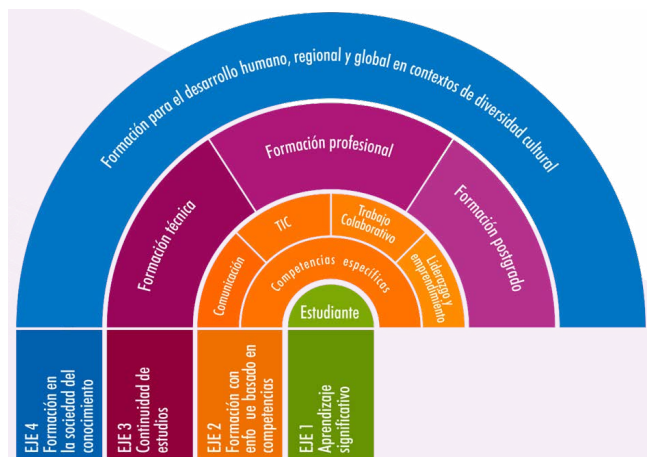 Formación para el desarrollo humano, regional y global en contextos de diversidad cultural
Formación técnica
Formación profesional
Formación postgrado
Comunicación
TIC
Trabajo
Colaborativo
Liderazgo y
emprendimiento
Competencias específicas
Estudiante
EJE 4
Formación en
la sociedad del
conocimiento
EJE 3
Continuidad de
estudios
EJE 2
Formación con
enfo ue basado en
competencias
EJE 1
Aprendizaje
significativo